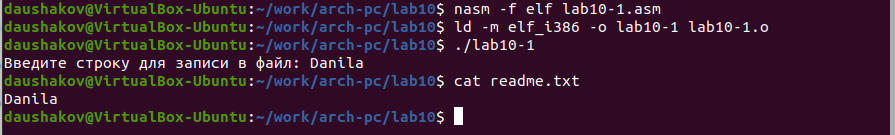 daushakov@VirtualBox-Ubuntu:~/work/arch-pc/lab10$ nasm -f elf lab10-1.asm
daushakov@VirtualBox-Ubuntu:~/work/arch-pc/lab10$ ld -m elf_i386 -o lab10-1 lab10-1.o
daushakov@VirtualBox-Ubuntu:~/work/arch-pc/lab10$ ./lab10-1
Введите строку для записи в файл: Danila
daushakov@VirtualBox-Ubuntu:~/work/arch-pc/lab10$ cat readme.txt
Danila
daushakov@VirtualBox-Ubuntu:~/work/arch-pc/lab10$